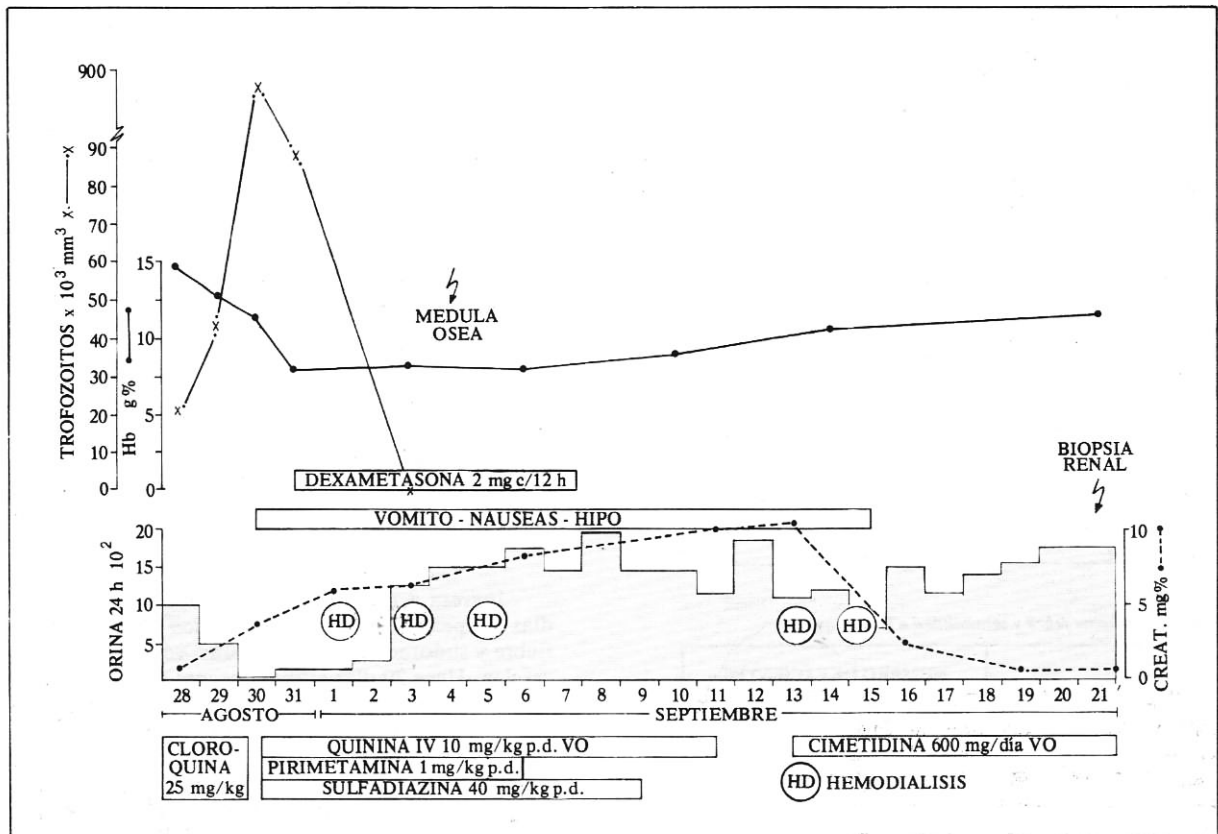 900
90
80
70
60
50
40
30
20
10
0
TROFOZOITOS x 10³ mm³ x.——.x
15
10
5
0
Hb g%
MEDULA
OSEA
BIOPSIA
RENAL
DEXAMETASONA 2 mg c/12 h
VOMITO - NAUSEAS - HIPO
20
15
10
5
ORINA 24 h 10²
10
5
0
CREAT. mg%
HD HD HD HD HD
28 29 30 31 1 2 3 4 5 6 7 8 9 10 11 12 13 14 15 16 17 18 19 20 21
AGOSTO SEPTIEMBRE
CLORO-
QUINA
25 mg/kg
QUININA IV 10 mg/kg p.d. VO
PIRIMETAMINA 1 mg/kg p.d.
SULFADIAZINA 40 mg/kg p.d.
CIMETIDINA 600 mg/día VO
HD HEMODIALISIS